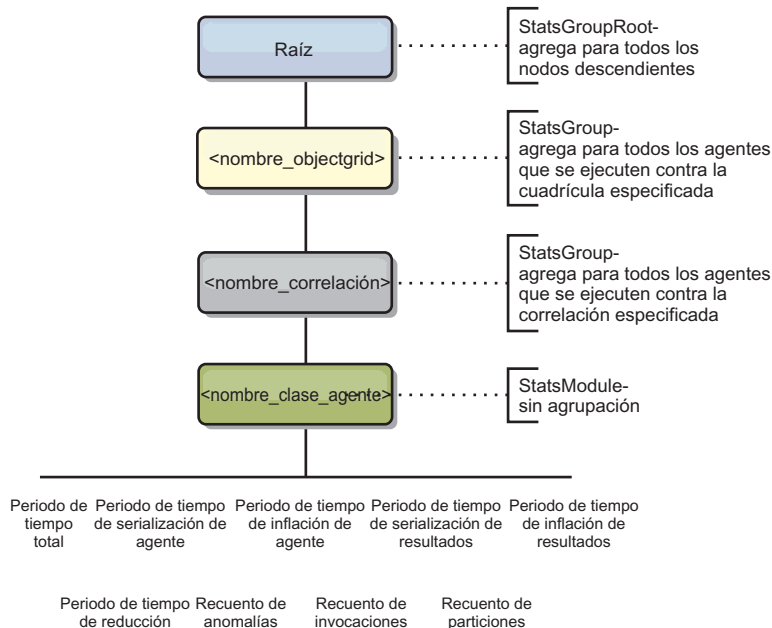 Raíz
StatsGroupRoot-
agrega para todos los
nodos descendientes
<nombre_objectgrid>
StatsGroup-
agrega para todos los agentes
que se ejecuten contra la
cuadrícula especificada
<nombre_correlación>
StatsGroup-
agrega para todos los agentes
que se ejecuten contra la
correlación especificada
<nombre_clase_agente>
StatsModule-
sin agrupación
Periodo de
tiempo
total
Periodo de tiempo
de serialización de
agente
Periodo de tiempo
de inflación de
agente
Periodo de tiempo
de serialización de
resultados
Periodo de tiempo
de inflación de
resultados
Periodo de tiempo
de reducción
Recuento de
anomalías
Recuento de
invocaciones
Recuento de
particiones